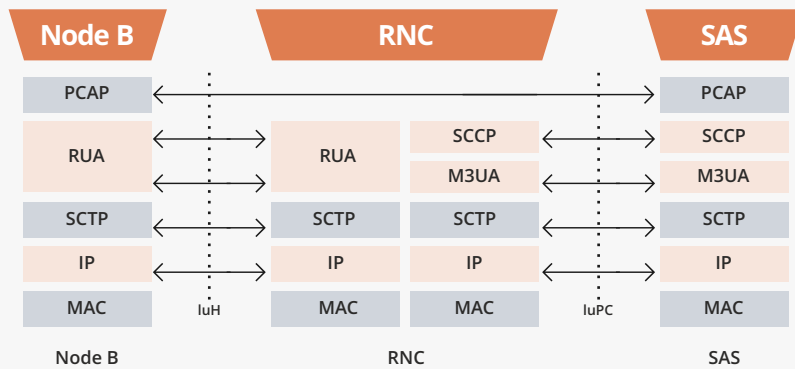 Node B RNC SAS
PCAP PCAP
RUA RUA SCCP SCCP
M3UA M3UA
SCTP SCTP SCTP SCTP
IP IP IP IP
MAC MAC MAC MAC
IuH IuPC
Node B RNC SAS